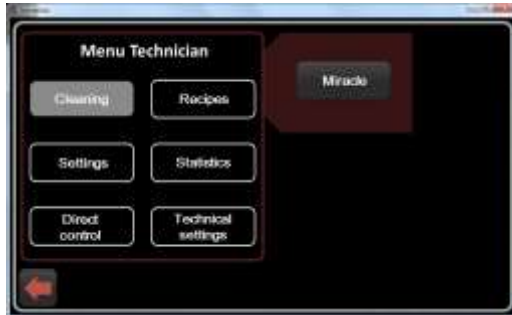 Menu Technician
Cleaning
Recipes
Miracle
Settings
Statistics
Direct
control
Technical
settings